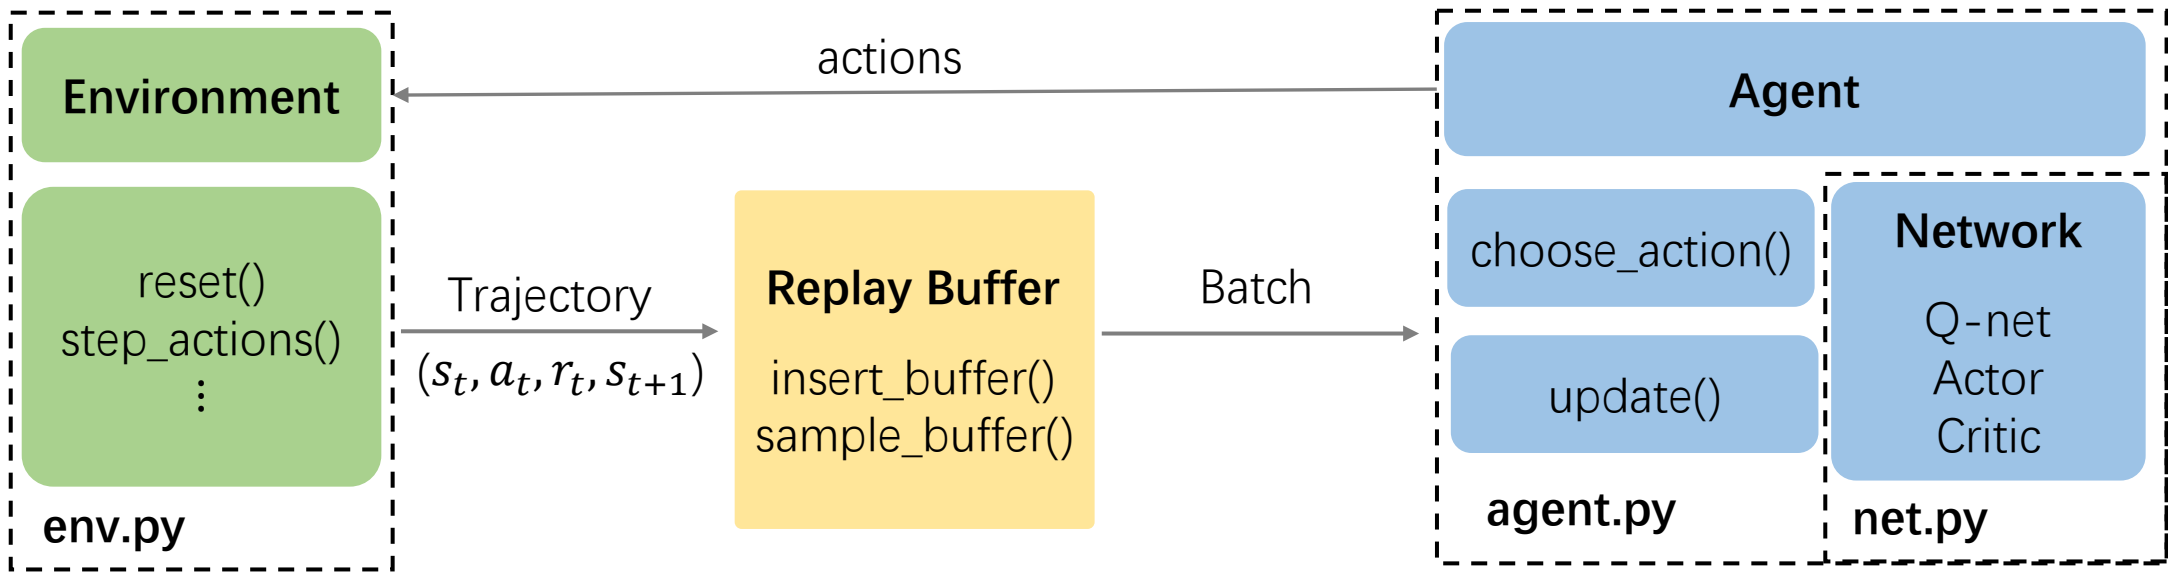 actions
Environment
reset()
step_actions()
⋮
env.py
Trajectory
(s_t, a_t, r_t, s_{t+1})
Replay Buffer
insert_buffer()
sample_buffer()
Batch
Agent
choose_action()
update()
agent.py
Network
Q-net
Actor
Critic
net.py